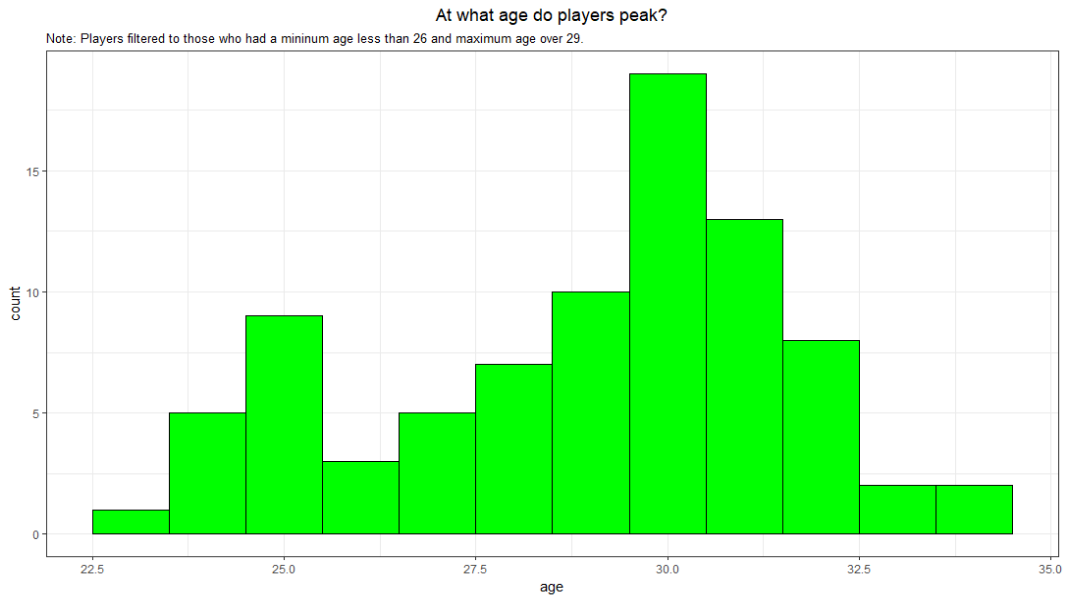 At what age do players peak?
Note: Players filtered to those who had a mininum age less than 26 and maximum age over 29.
15
10
5
0
count
22.5 25.0 27.5 30.0 32.5 35.0
age